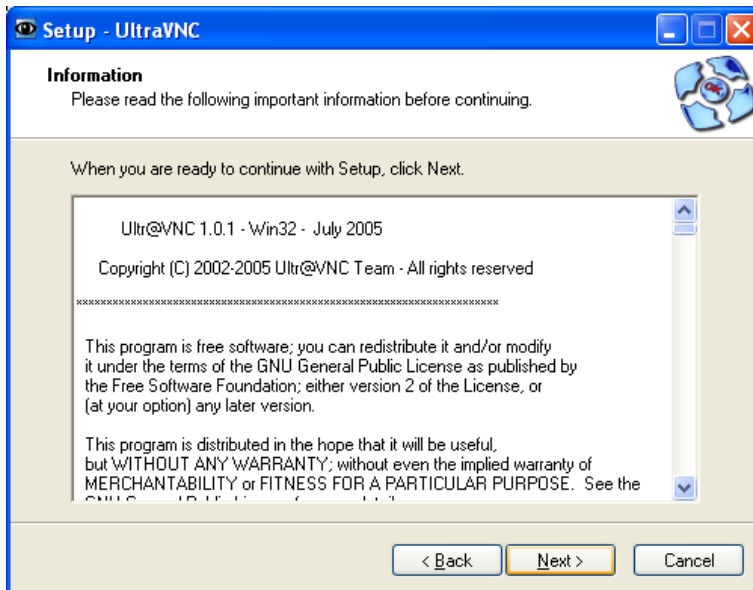 Setup - UltraVNC
Information
Please read the following important information before continuing.
When you are ready to continue with Setup, click Next.
Ultr@VNC 1.0.1 - Win32 - July 2005
Copyright (C) 2002-2005 Ultr@VNC Team - All rights reserved
This program is free software; you can redistribute it and/or modify
it under the terms of the GNU General Public License as published by
the Free Software Foundation; either version 2 of the License, or
(at your option) any later version.
This program is distributed in the hope that it will be useful,
but WITHOUT ANY WARRANTY; without even the implied warranty of
MERCHANTABILITY or FITNESS FOR A PARTICULAR PURPOSE.  See the
< Back
Next >
Cancel